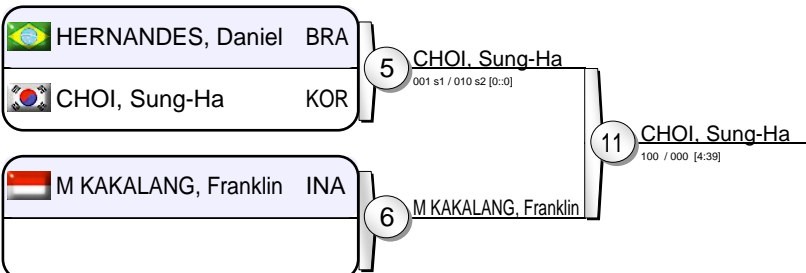 HERNANDES, Daniel BRA
CHOI, Sung-Ha KOR
5
CHOI, Sung-Ha
001 s1 / 010 s2 [0::0]
11
CHOI, Sung-Ha
100 / 000 [4:39]
M KAKALANG, Franklin INA
6
M KAKALANG, Franklin